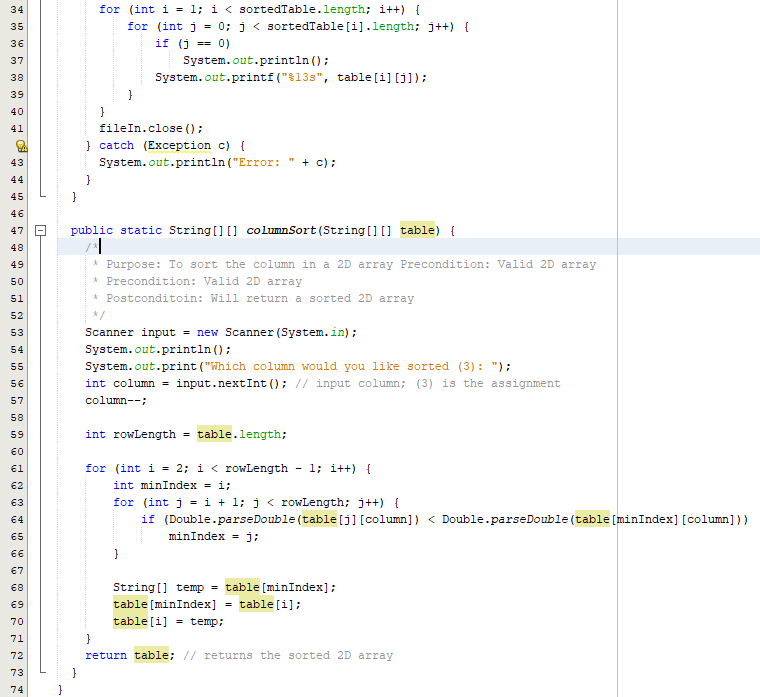 34 for (int i = 1; i < sortedTable.length; i++) {
35 for (int j = 0; j < sortedTable[i].length; j++) {
36 if (j == 0)
37 System.out.println();
38 System.out.printf("%13s", table[i][j]);
39 }
40 }
41 fileIn.close();
} catch (Exception c) {
43 System.out.println("Error: " + c);
44 }
45 }
46
47 public static String[][] columnSort(String[][] table) {
48 /*
49 * Purpose: To sort the column in a 2D array Precondition: Valid 2D array
50 * Precondition: Valid 2D array
51 * Postconditoin: Will return a sorted 2D array
52 */
53 Scanner input = new Scanner(System.in);
54 System.out.println();
55 System.out.print("Which column would you like sorted (3): ");
56 int column = input.nextInt(); // input column; (3) is the assignment
57 column--;
58
59 int rowLength = table.length;
60
61 for (int i = 2; i < rowLength - 1; i++) {
62 int minIndex = i;
63 for (int j = i + 1; j < rowLength; j++) {
64 if (Double.parseDouble(table[j][column]) < Double.parseDouble(table[minIndex][column]))
65 minIndex = j;
66 }
67
68 String[] temp = table[minIndex];
69 table[minIndex] = table[i];
70 table[i] = temp;
71 }
72 return table; // returns the sorted 2D array
73 }
74 }